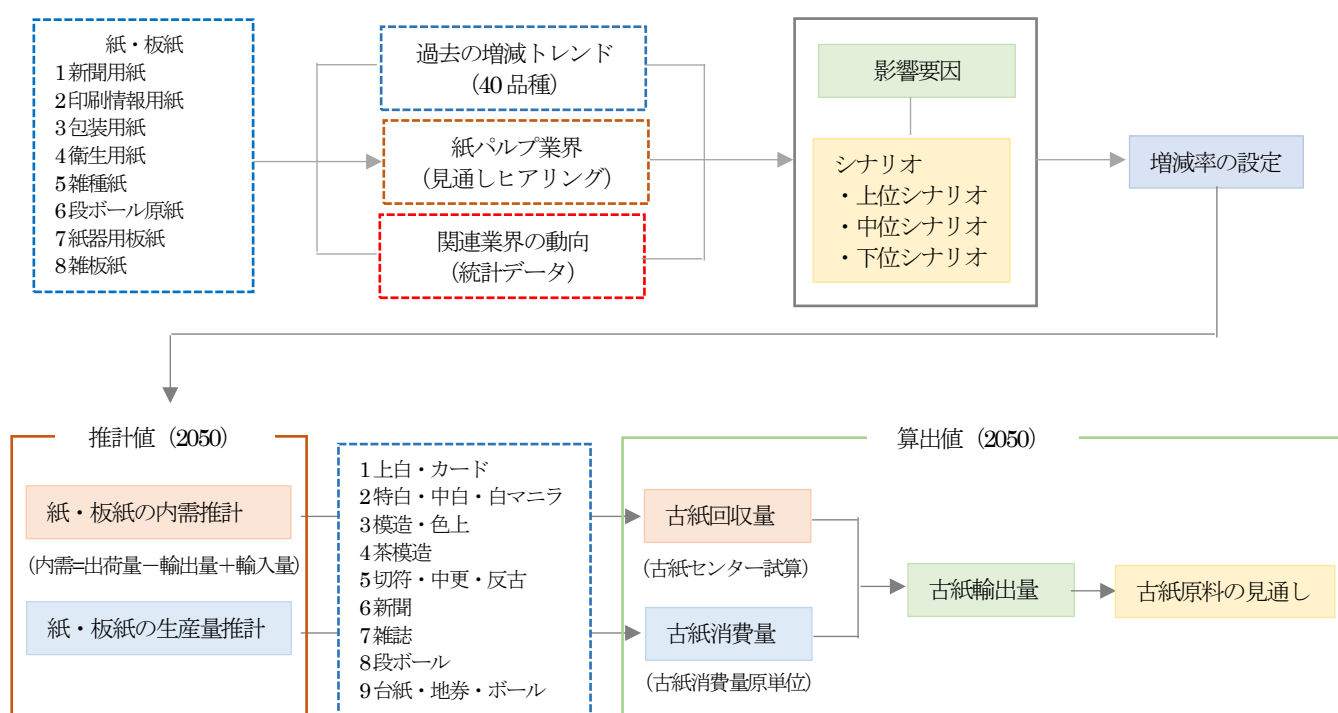 紙・板紙
1新聞用紙
2印刷情報用紙
3包装用紙
4衛生用紙
5雑種紙
6段ボール原紙
7紙器用板紙
8雑板紙
過去の増減トレンド
(40品種)
紙パルプ業界
(見通しヒアリング)
関連業界の動向
(統計データ)
影響要因
シナリオ
・上位シナリオ
・中位シナリオ
・下位シナリオ
増減率の設定
推計値（2050）
紙・板紙の内需推計
(内需=出荷量－輸出量＋輸入量)
紙・板紙の生産量推計
1上白・カード
2特白・中白・白マニラ
3模造・色上
4茶模造
5切符・中更・反古
6新聞
7雑誌
8段ボール
9台紙・地券・ボール
算出値（2050）
古紙回収量
(古紙センター試算)
古紙消費量
(古紙消費量原単位)
古紙輸出量
古紙原料の見通し